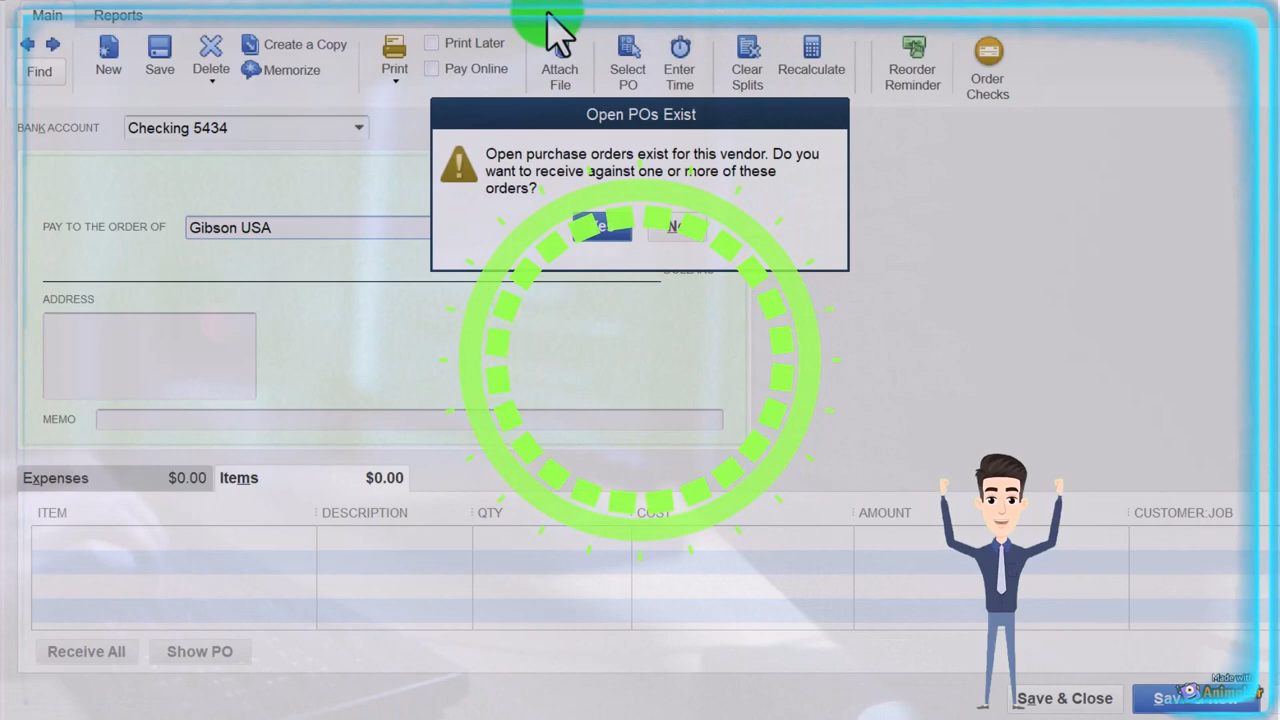 Main Reports
Find
New
Save
Delete
Create a Copy
Memorize
Print
Print Later
Pay Online
Attach
File
Select
PO
Enter
Time
Clear
Splits
Recalculate
Reorder
Reminder
Order
Checks
BANK ACCOUNT Checking 5434
Open POs Exist
Open purchase orders exist for this vendor. Do you
want to receive against one or more of these
orders?
PAY TO THE ORDER OF Gibson USA
ADDRESS
MEMO
Expenses $0.00 Items $0.00
ITEM DESCRIPTION QTY COST AMOUNT CUSTOMER:JOB
Receive All Show PO
Made with
Animaker
Save & Close